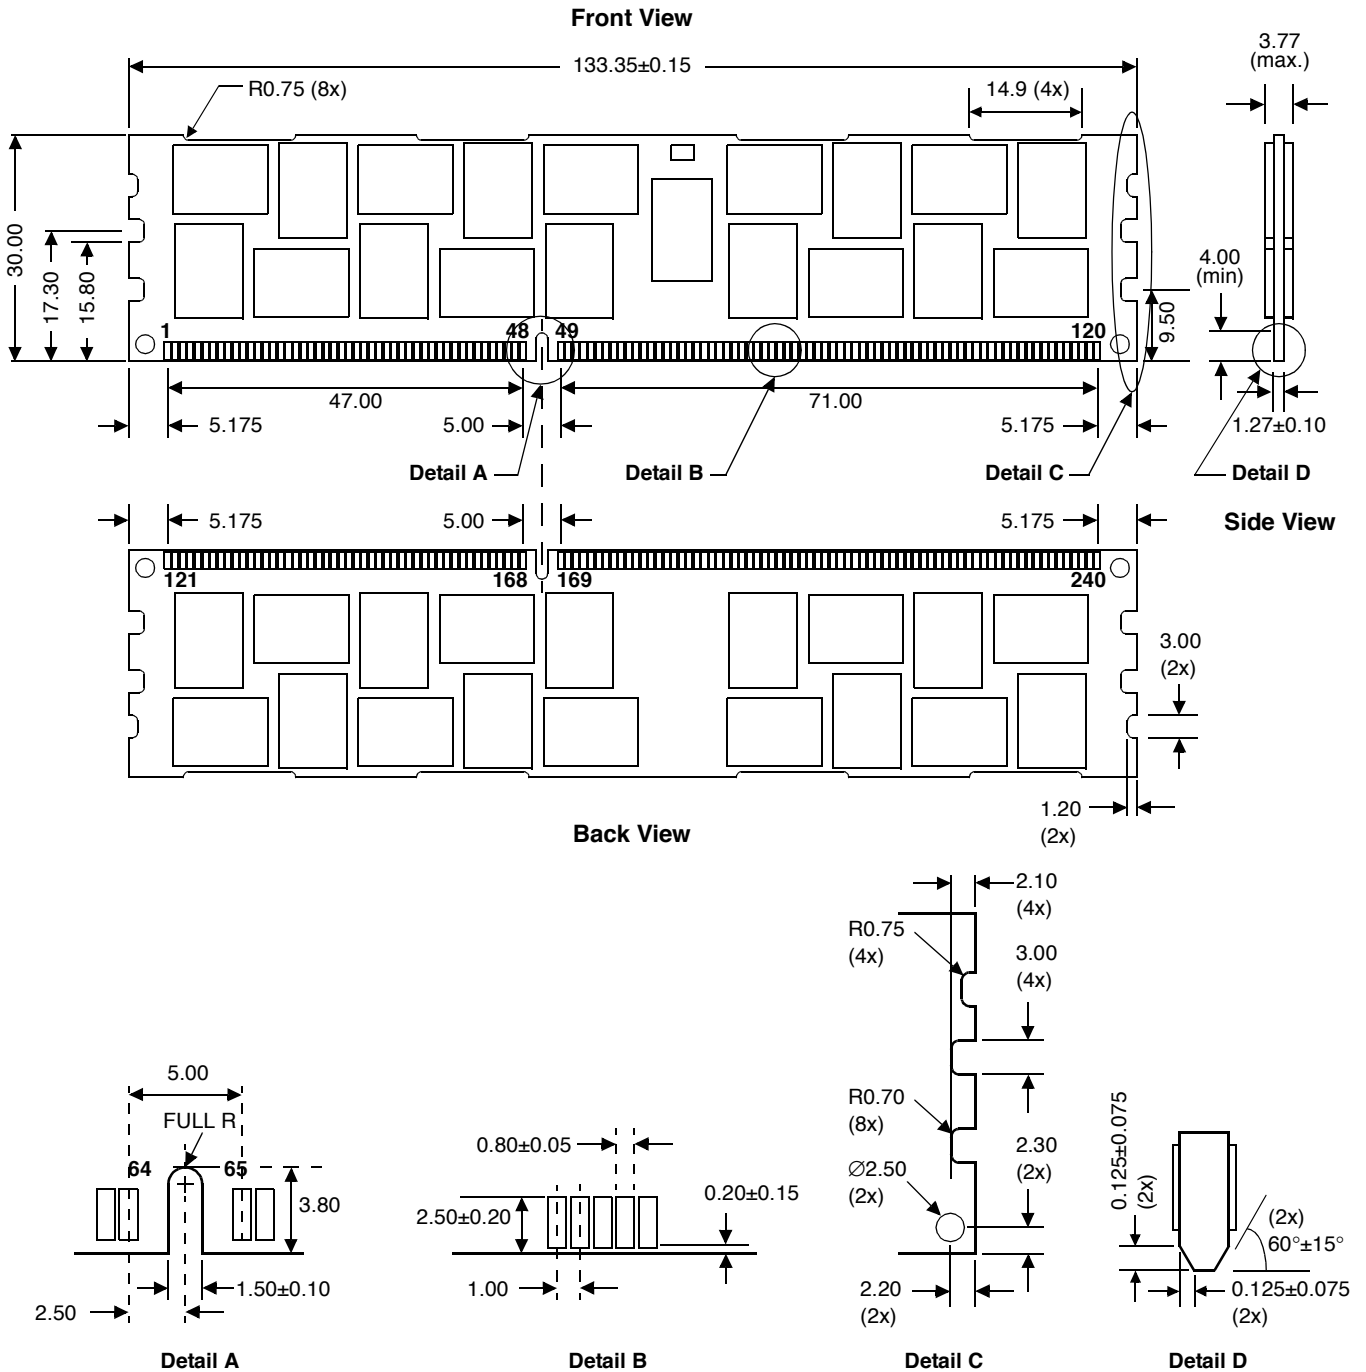 Front View
133.35±0.15
R0.75 (8x)
14.9 (4x)
3.77
(max.)
30.00
17.30
15.80
4.00
(min)
9.50
1
48
49
120
47.00
71.00
5.175
5.00
5.175
1.27±0.10
Detail A
Detail B
Detail C
Detail D
5.175
5.00
5.175
Side View
121
168
169
240
3.00
(2x)
1.20
(2x)
Back View
2.10
(4x)
R0.75
(4x)
3.00
(4x)
5.00
FULL R
64
65
3.80
1.50±0.10
2.50
0.80±0.05
2.50±0.20
0.20±0.15
1.00
R0.70
(8x)
2.30
(2x)
∅2.50
(2x)
2.20
(2x)
0.125±0.075
(2x)
(2x)
60°±15°
0.125±0.075
(2x)
Detail A
Detail B
Detail C
Detail D